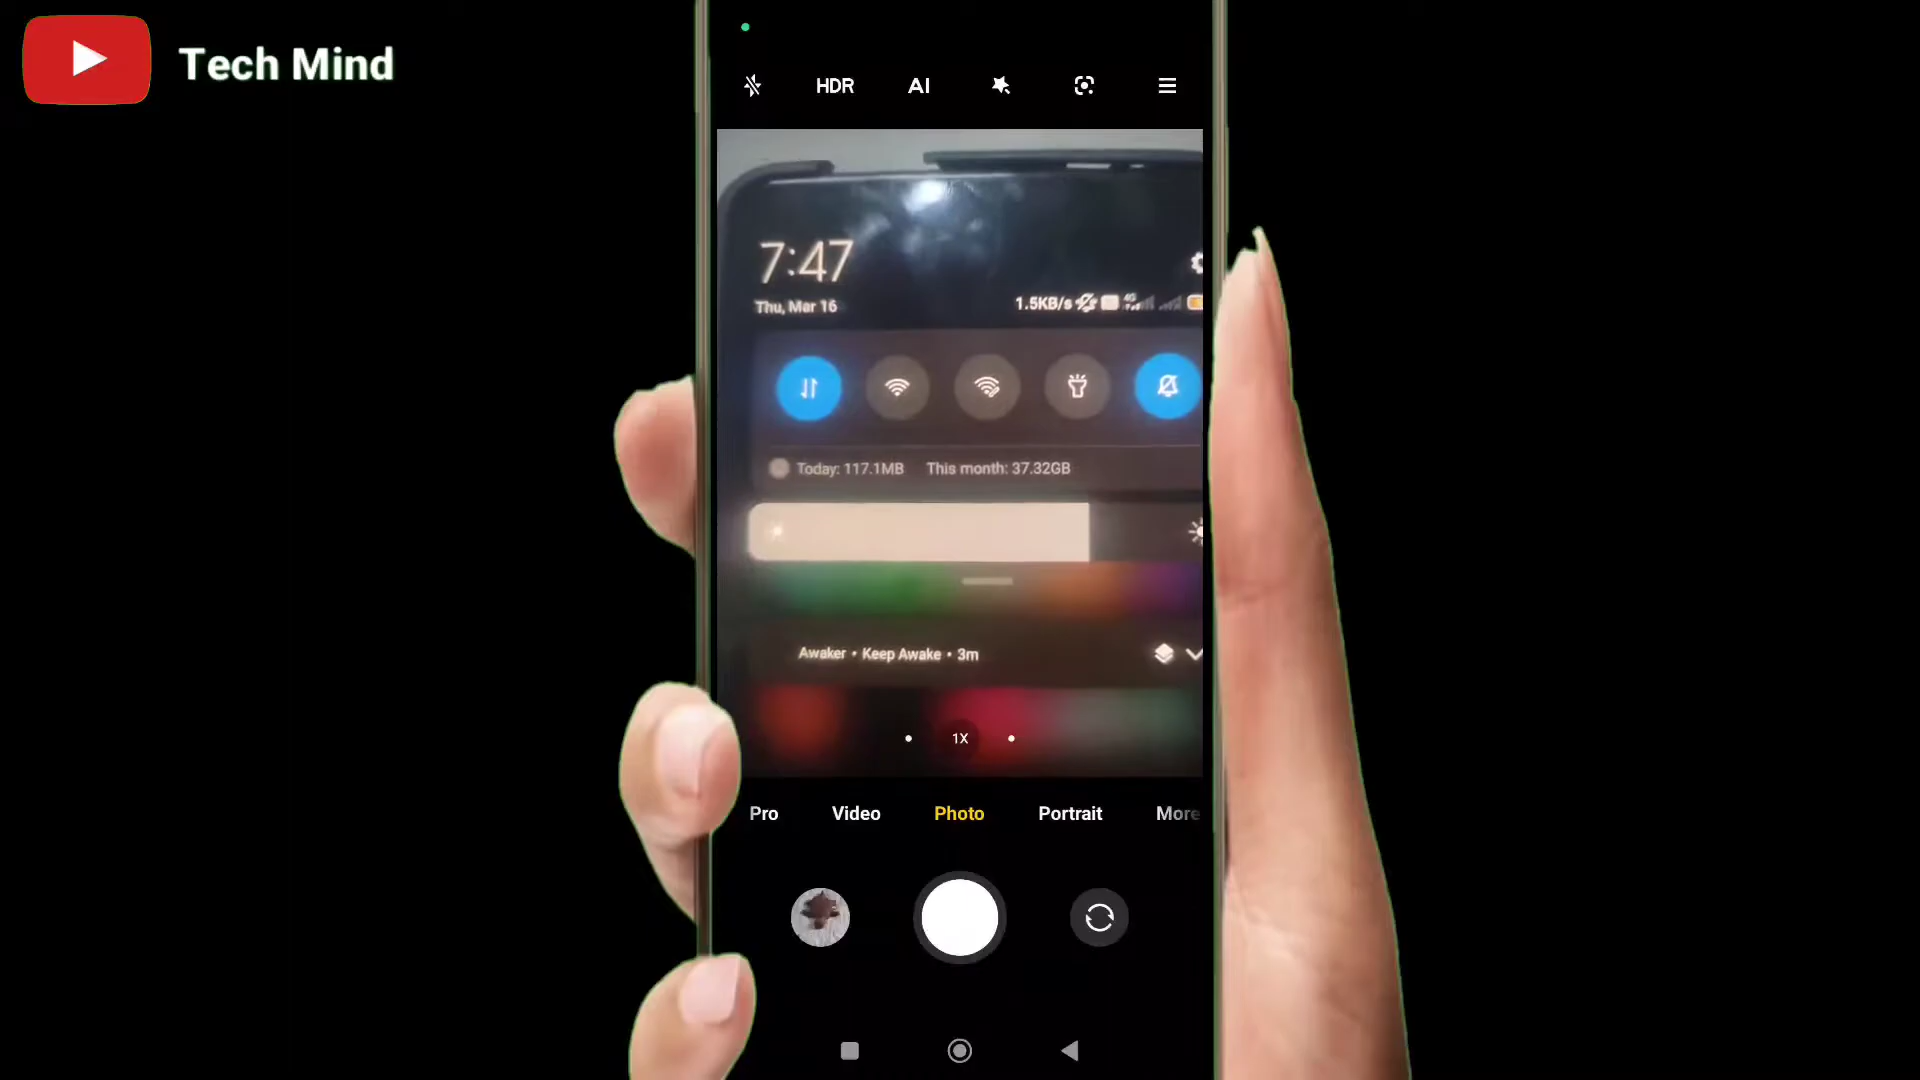 Tech Mind
HDR AI
7:47
Thu, Mar 16
1.5KB/s 4G
Today: 117.1MB This month: 37.32GB
Awaker • Keep Awake • 3m
1X
Pro Video Photo Portrait More